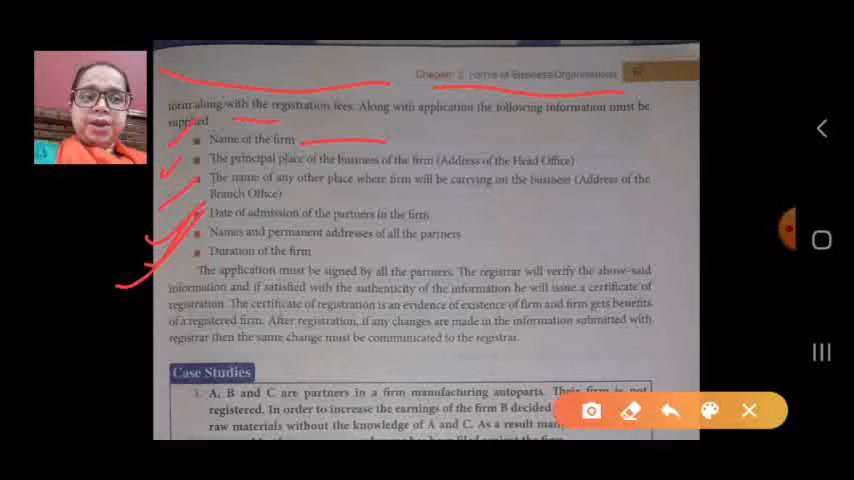 Chapter 2 Forms of Business Organisations
form along with the registration fees. Along with application the following information must be
supplied
Name of the firm
The principal place of the business of the firm (Address of the Head Office)
The name of any other place where firm will be carrying on the business (Address of the
Branch Office)
Date of admission of the partners in the firm
Names and permanent addresses of all the partners
Duration of the firm
The application must be signed by all the partners. The registrar will verify the above-said
information and if satisfied with the authenticity of the information he will issue a certificate of
registration. The certificate of registration is an evidence of existence of firm and firm gets benefits
of a registered firm. After registration, if any changes are made in the information submitted with
registrar then the same change must be communicated to the registrar.
Case Studies
1. A, B and C are partners in a firm manufacturing autoparts. Their firm is not
registered. In order to increase the earnings of the firm B decided
raw materials without the knowledge of A and C. As a result